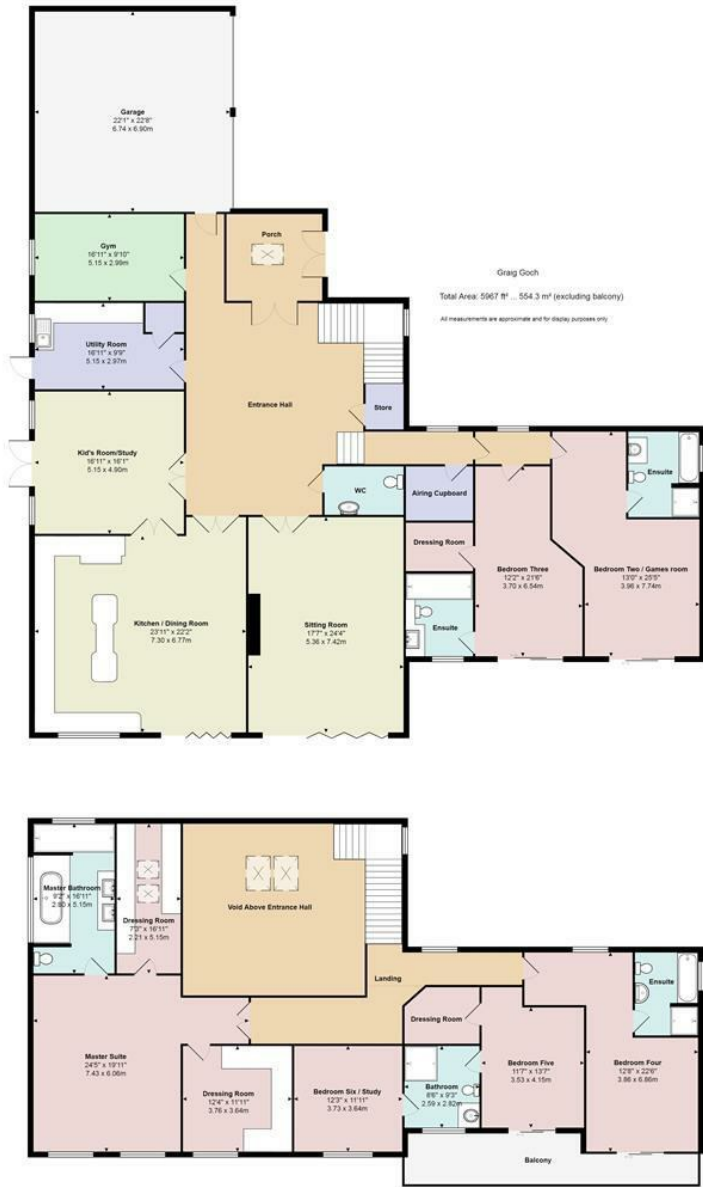 Garage
22'1" x 22'8"
6.74 x 6.90m
Gym
16'11" x 9'10"
5.15 x 2.99m
Porch
Graig Goch
Total Area: 5967 ft² ... 554.3 m² (excluding balcony)
All measurements are approximate and for display purposes only
Utility Room
16'11" x 9'9"
5.15 x 2.97m
Entrance Hall
Store
Kid's Room/Study
16'11" x 16'1"
5.15 x 4.90m
WC
Airing Cupboard
Ensuite
Dressing Room
Bedroom Three
12'2" x 21'6"
3.70 x 6.54m
Bedroom Two / Games room
13'0" x 25'5"
3.96 x 7.74m
Kitchen / Dining Room
23'11" x 22'2"
7.30 x 6.77m
Sitting Room
17'7" x 24'4"
5.36 x 7.42m
Ensuite
Master Bathroom
9'2" x 16'11"
2.80 x 5.15m
Dressing Room
7'3" x 16'11"
2.21 x 5.15m
Void Above Entrance Hall
Landing
Ensuite
Dressing Room
Master Suite
24'5" x 19'11"
7.43 x 6.06m
Dressing Room
12'4" x 11'11"
3.76 x 3.64m
Bedroom Six / Study
12'3" x 11'11"
3.73 x 3.64m
Bathroom
8'6" x 9'3"
2.59 x 2.82m
Bedroom Five
11'7" x 13'7"
3.53 x 4.15m
Bedroom Four
12'8" x 22'6"
3.86 x 6.86m
Balcony